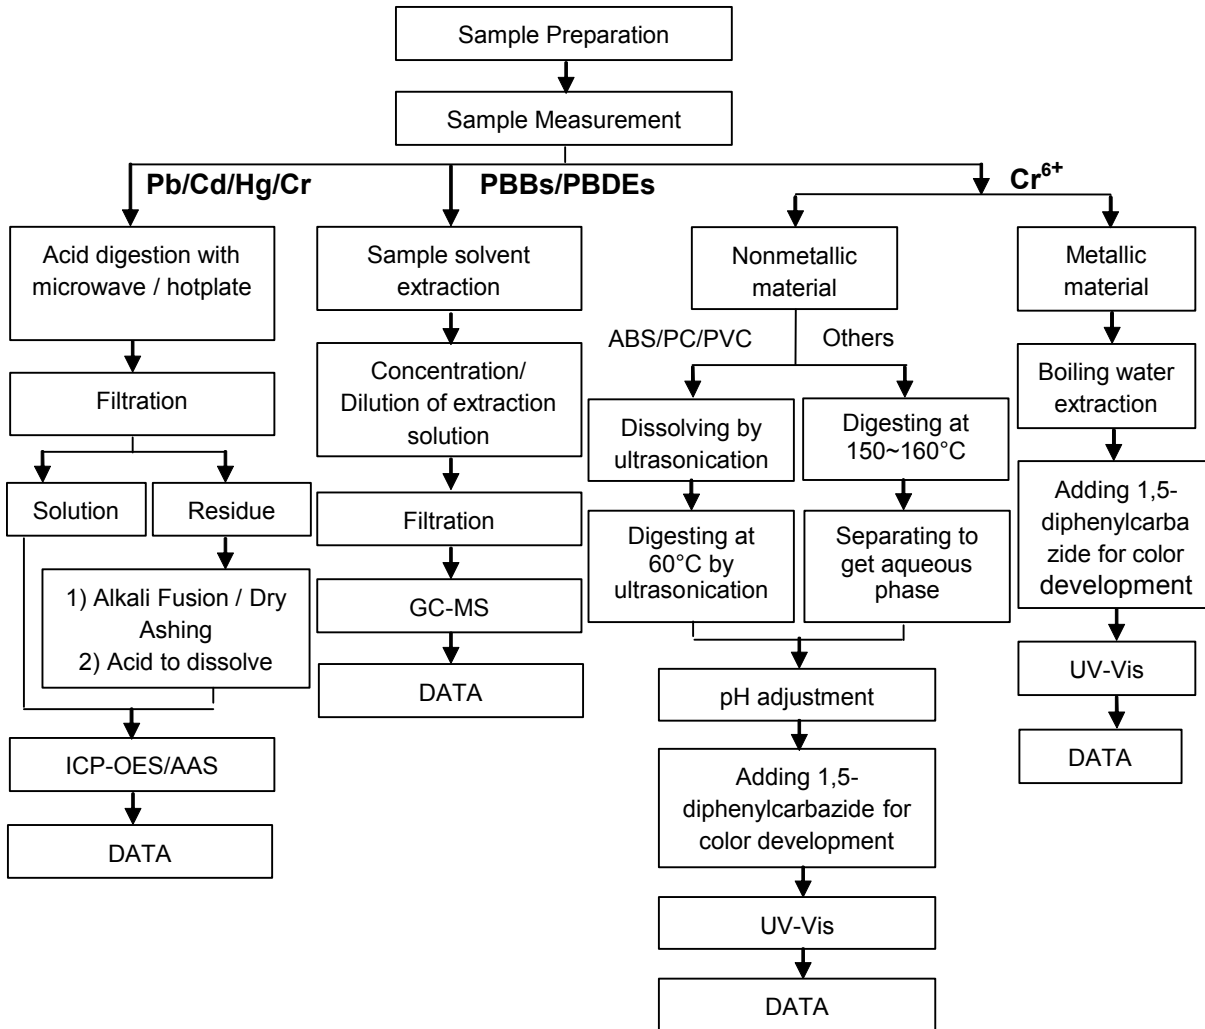 Sample Preparation
Sample Measurement
Pb/Cd/Hg/Cr
Acid digestion with
microwave / hotplate
Filtration
Solution
Residue
1) Alkali Fusion / Dry
Ashing
2) Acid to dissolve
ICP-OES/AAS
DATA
PBBs/PBDEs
Sample solvent
extraction
Concentration/
Dilution of extraction
solution
Filtration
GC-MS
DATA
Cr⁶⁺
Nonmetallic
material
ABS/PC/PVC
Others
Dissolving by
ultrasonication
Digesting at
60°C by
ultrasonication
Digesting at
150~160°C
Separating to
get aqueous
phase
pH adjustment
Adding 1,5-
diphenylcarbazide for
color development
UV-Vis
DATA
Metallic
material
Boiling water
extraction
Adding 1,5-
diphenylcarba
zide for color
development
UV-Vis
DATA